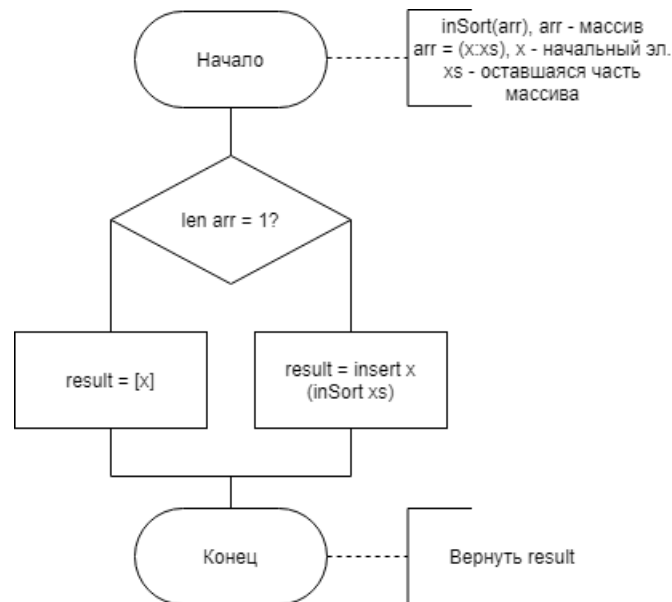 Начало
inSort(arr), arr - массив
arr = (x:xs), x - начальный эл.
xs - оставшаяся часть
массива
len arr = 1?
result = [x]
result = insert x
(inSort xs)
Конец
Вернуть result